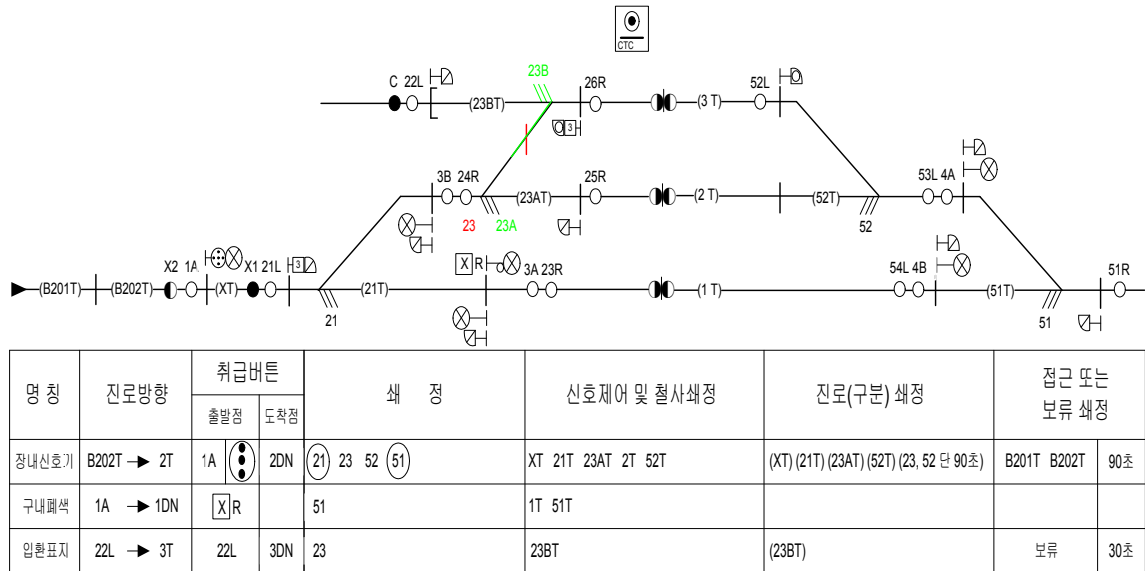 CTC
23B
C 22L
26R
52L
(23BT)
3
(3 T)
3B 24R
25R
53L 4A
(23AT)
(2 T)
(52T)
23 23A
52
X2 1A X1 21L 3
X R
3A 23R
54L 4B
51R
(B201T) (B202T) (XT) (21T) (1 T) (51T)
21
51
명 칭 진로방향 취급버튼 쇄 정 신호제어 및 철사쇄정 진로(구분) 쇄정 접근 또는
보류 쇄정
출발점 도착점
장내신호기 B202T → 2T 1A 2DN 21 23 52 51 XT 21T 23AT 2T 52T (XT) (21T) (23AT) (52T) (23, 52 단 90초) B201T B202T 90초
구내폐색 1A → 1DN X R 51 1T 51T
입환표지 22L → 3T 22L 3DN 23 23BT (23BT) 보류 30초